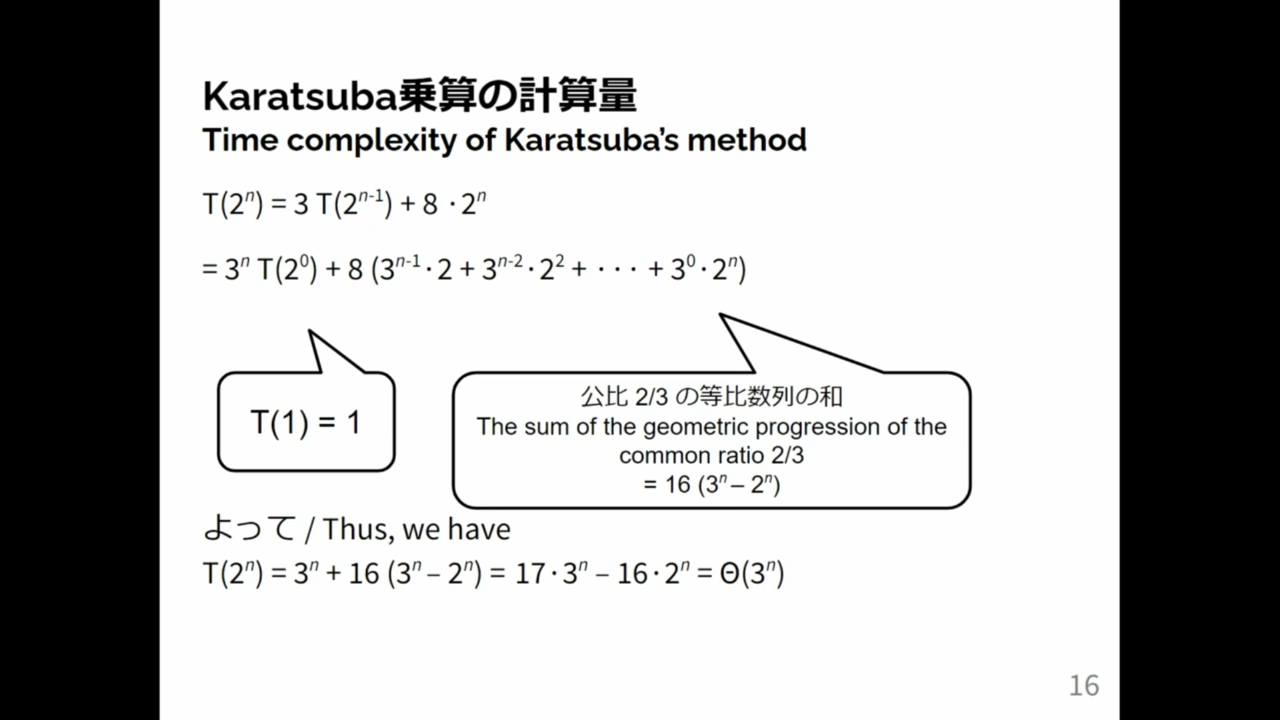 Karatsuba乗算の計算量
Time complexity of Karatsuba’s method
T(2ⁿ) = 3 T(2ⁿ⁻¹) + 8 · 2ⁿ
= 3ⁿ T(2⁰) + 8 (3ⁿ⁻¹ · 2 + 3ⁿ⁻² · 2² + · · · + 3⁰ · 2ⁿ)
T(1) = 1
公比 2/3 の等比数列の和
The sum of the geometric progression of the
common ratio 2/3
= 16 (3ⁿ – 2ⁿ)
よって / Thus, we have
T(2ⁿ) = 3ⁿ + 16 (3ⁿ – 2ⁿ) = 17 · 3ⁿ – 16 · 2ⁿ = Θ(3ⁿ)
16